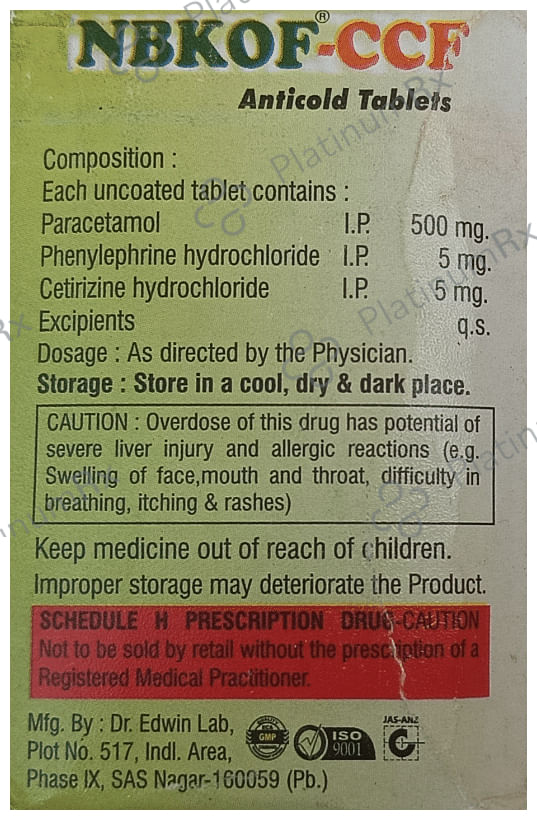 NBKOF®-CCF
Anticold Tablets
Composition :
Each uncoated tablet contains :
Paracetamol I.P. 500 mg.
Phenylephrine hydrochloride I.P. 5 mg.
Cetirizine hydrochloride I.P. 5 mg.
Excipients q.s.
Dosage : As directed by the Physician.
Storage : Store in a cool, dry & dark place.
CAUTION : Overdose of this drug has potential of
severe liver injury and allergic reactions (e.g.
Swelling of face,mouth and throat, difficulty in
breathing, itching & rashes)
Keep medicine out of reach of children.
Improper storage may deteriorate the Product.
SCHEDULE H PRESCRIPTION DRUG-CAUTION
Not to be sold by retail without the prescription of a
Registered Medical Practitioner.
Mfg. By : Dr. Edwin Lab,
Plot No. 517, Indl. Area,
Phase IX, SAS Nagar-160059 (Pb.)
GMP
ISO
9001
JAS-ANZ
PlatinumRx